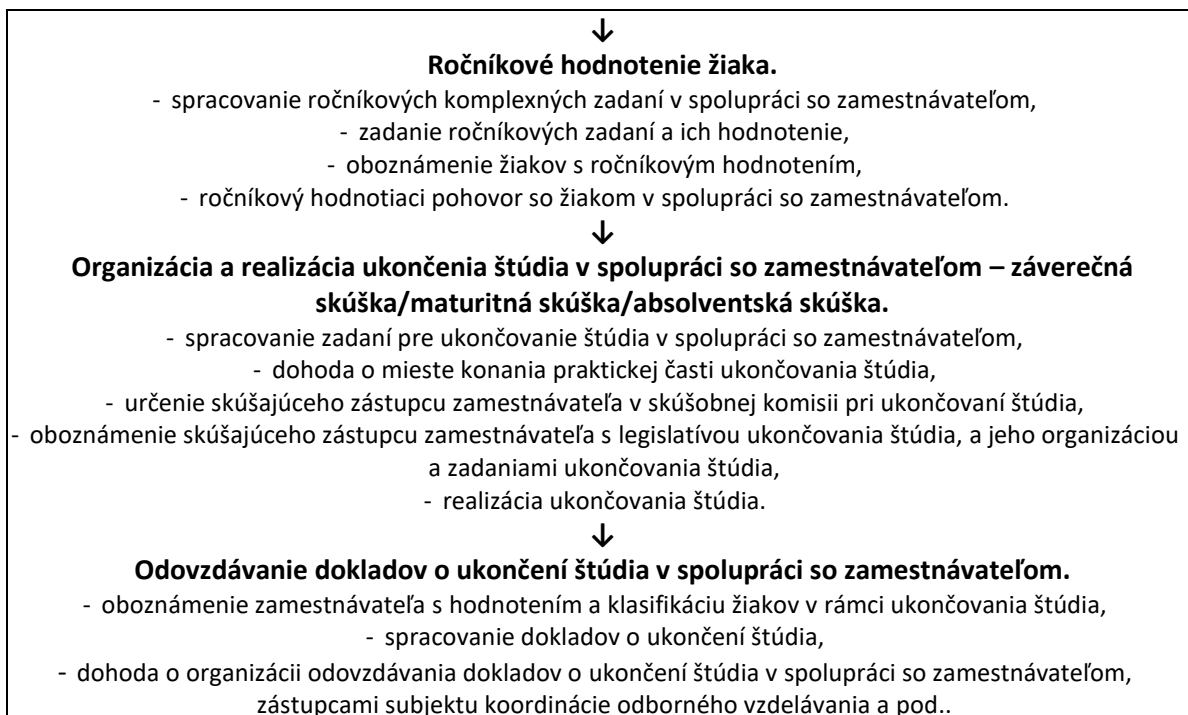 ↓
Ročníkové hodnotenie žiaka.
- spracovanie ročníkových komplexných zadaní v spolupráci so zamestnávateľom,
- zadanie ročníkových zadaní a ich hodnotenie,
- oboznámenie žiakov s ročníkovým hodnotením,
- ročníkový hodnotiaci pohovor so žiakom v spolupráci so zamestnávateľom.
↓
Organizácia a realizácia ukončenia štúdia v spolupráci so zamestnávateľom – záverečná
skúška/maturitná skúška/absolventská skúška.
- spracovanie zadaní pre ukončovanie štúdia v spolupráci so zamestnávateľom,
- dohoda o mieste konania praktickej časti ukončovania štúdia,
- určenie skúšajúceho zástupcu zamestnávateľa v skúšobnej komisii pri ukončovaní štúdia,
- oboznámenie skúšajúceho zástupcu zamestnávateľa s legislatívou ukončovania štúdia, a jeho organizáciou
a zadaniami ukončovania štúdia,
- realizácia ukončovania štúdia.
↓
Odovzdávanie dokladov o ukončení štúdia v spolupráci so zamestnávateľom.
- oboznámenie zamestnávateľa s hodnotením a klasifikáciu žiakov v rámci ukončovania štúdia,
- spracovanie dokladov o ukončení štúdia,
- dohoda o organizácii odovzdávania dokladov o ukončení štúdia v spolupráci so zamestnávateľom,
zástupcami subjektu koordinácie odborného vzdelávania a pod..